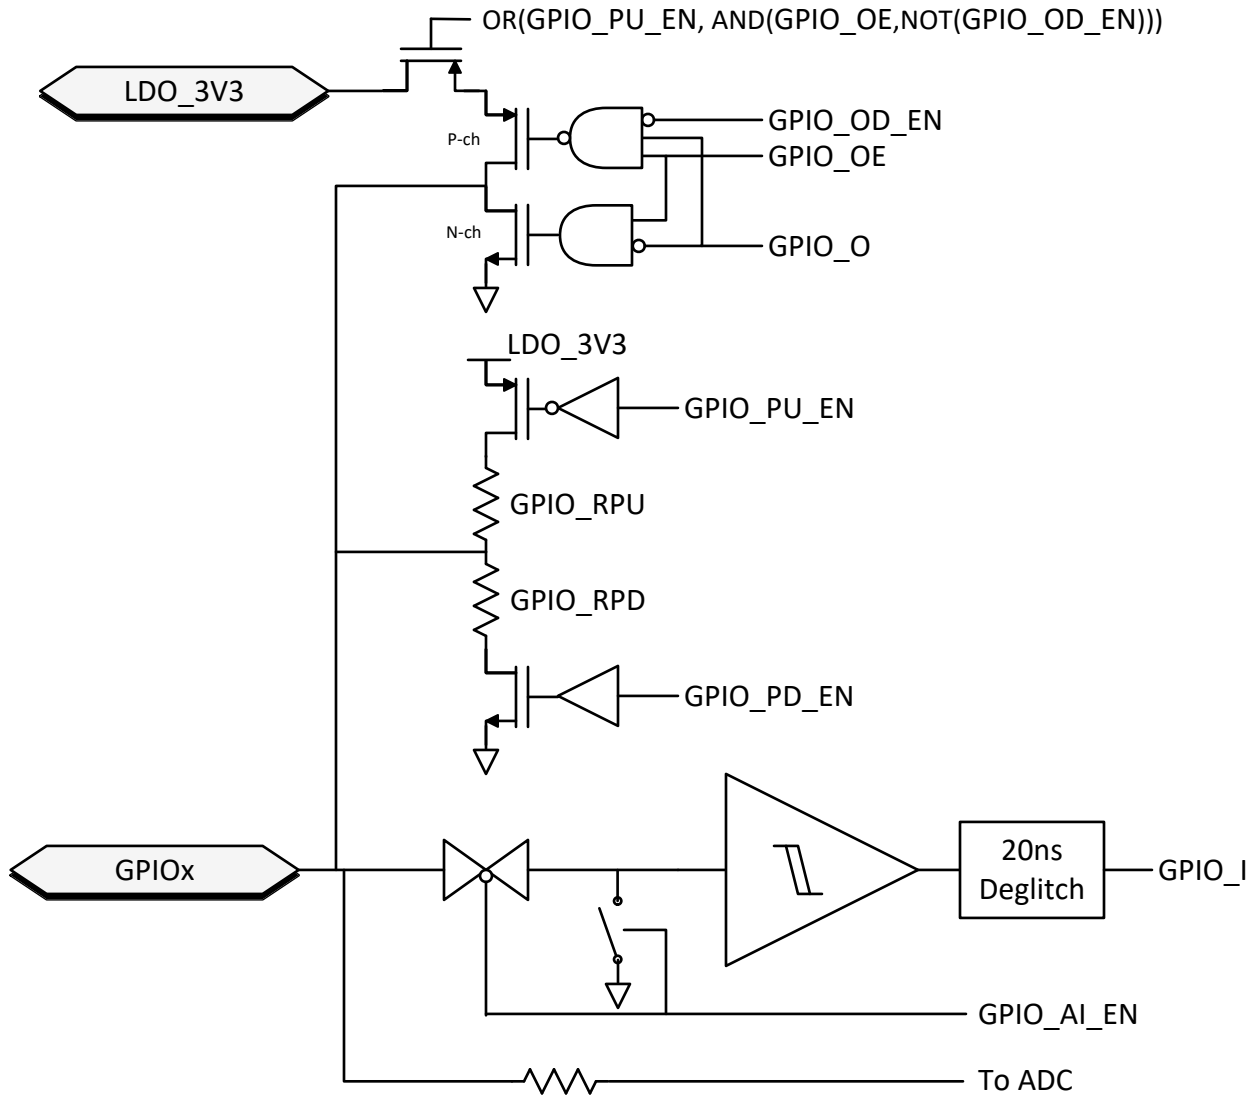 OR(GPIO_PU_EN, AND(GPIO_OE,NOT(GPIO_OD_EN)))
LDO_3V3
GPIO_OD_EN
P-ch
GPIO_OE
N-ch
GPIO_O
LDO_3V3
GPIO_PU_EN
GPIO_RPU
GPIO_RPD
GPIO_PD_EN
GPIOx
20ns
Deglitch
GPIO_I
GPIO_AI_EN
To ADC